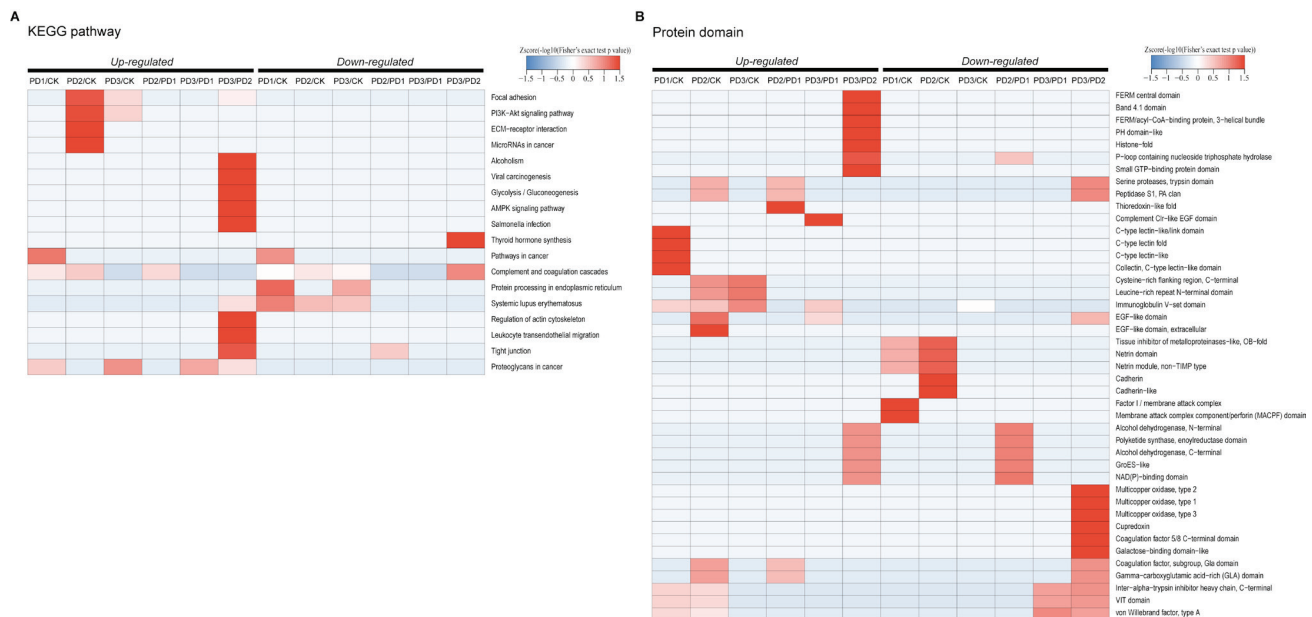 A
KEGG pathway
Zscore(-log10(Fisher's exact test p value))
-1.5 -1 -0.5 0 0.5 1 1.5
Up-regulated
Down-regulated
PD1/CK PD2/CK PD3/CK PD2/PD1 PD3/PD1 PD3/PD2 PD1/CK PD2/CK PD3/CK PD2/PD1 PD3/PD1 PD3/PD2
Focal adhesion
PI3K-Akt signaling pathway
ECM-receptor interaction
MicroRNAs in cancer
Alcoholism
Viral carcinogenesis
Glycolysis / Gluconeogenesis
AMPK signaling pathway
Salmonella infection
Thyroid hormone synthesis
Pathways in cancer
Complement and coagulation cascades
Protein processing in endoplasmic reticulum
Systemic lupus erythematosus
Regulation of actin cytoskeleton
Leukocyte transendothelial migration
Tight junction
Proteoglycans in cancer
B
Protein domain
Zscore(-log10(Fisher's exact test p value))
-1.5 -1 -0.5 0 0.5 1 1.5
Up-regulated
Down-regulated
PD1/CK PD2/CK PD3/CK PD2/PD1 PD3/PD1 PD3/PD2 PD1/CK PD2/CK PD3/CK PD2/PD1 PD3/PD1 PD3/PD2
FERM central domain
Band 4.1 domain
FERM/acyl-CoA-binding protein, 3-helical bundle
PH domain-like
Histone-fold
P-loop containing nucleoside triphosphate hydrolase
Small GTP-binding protein domain
Serine proteases, trypsin domain
Peptidase S1, PA clan
Thioredoxin-like fold
Complement Clr-like EGF domain
C-type lectin-like/link domain
C-type lectin fold
C-type lectin-like
Collectin, C-type lectin-like domain
Cysteine-rich flanking region, C-terminal
Leucine-rich repeat N-terminal domain
Immunoglobulin V-set domain
EGF-like domain
EGF-like domain, extracellular
Tissue inhibitor of metalloproteinases-like, OB-fold
Netrin domain
Netrin module, non-TIMP type
Cadherin
Cadherin-like
Factor I / membrane attack complex
Membrane attack complex component/perforin (MACPF) domain
Alcohol dehydrogenase, N-terminal
Polyketide synthase, enoylreductase domain
Alcohol dehydrogenase, C-terminal
GroES-like
NAD(P)-binding domain
Multicopper oxidase, type 2
Multicopper oxidase, type 1
Multicopper oxidase, type 3
Cupredoxin
Coagulation factor 5/8 C-terminal domain
Galactose-binding domain-like
Coagulation factor, subgroup, Gla domain
Gamma-carboxyglutamic acid-rich (GLA) domain
Inter-alpha-trypsin inhibitor heavy chain, C-terminal
VIT domain
von Willebrand factor, type A